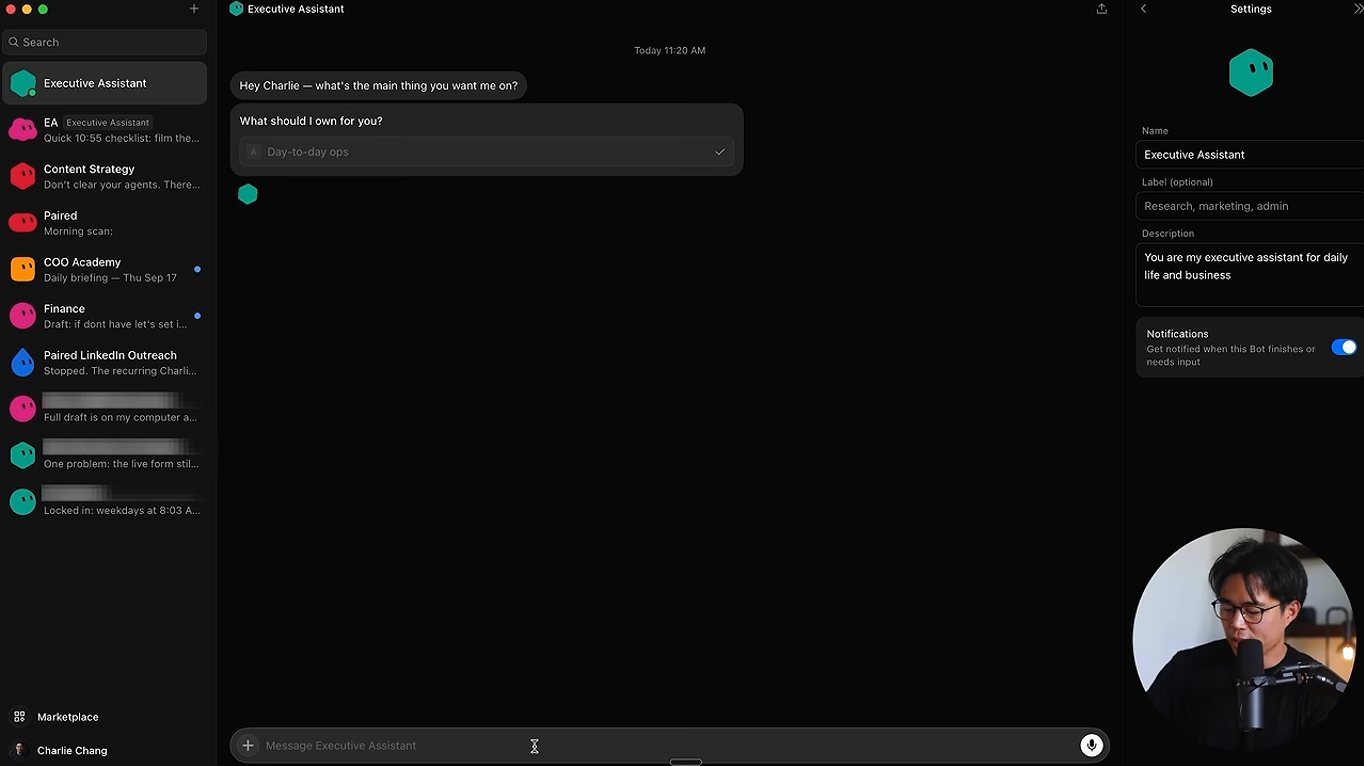 Search
Executive Assistant
EA Executive Assistant
Quick 10:55 checklist: film the...
Content Strategy
Don't clear your agents. There...
Paired
Morning scan:
COO Academy
Daily briefing — Thu Sep 17
Finance
Draft: if dont have let's set i...
Paired LinkedIn Outreach
Stopped. The recurring Charli...
Full draft is on my computer a...
One problem: the live form stil...
Locked in: weekdays at 8:03 A...
Marketplace
Charlie Chang
Executive Assistant
Today 11:20 AM
Hey Charlie — what's the main thing you want me on?
What should I own for you?
A Day-to-day ops
Message Executive Assistant
Settings
Name
Executive Assistant
Label (optional)
Research, marketing, admin
Description
You are my executive assistant for daily
life and business
Notifications
Get notified when this Bot finishes or
needs input